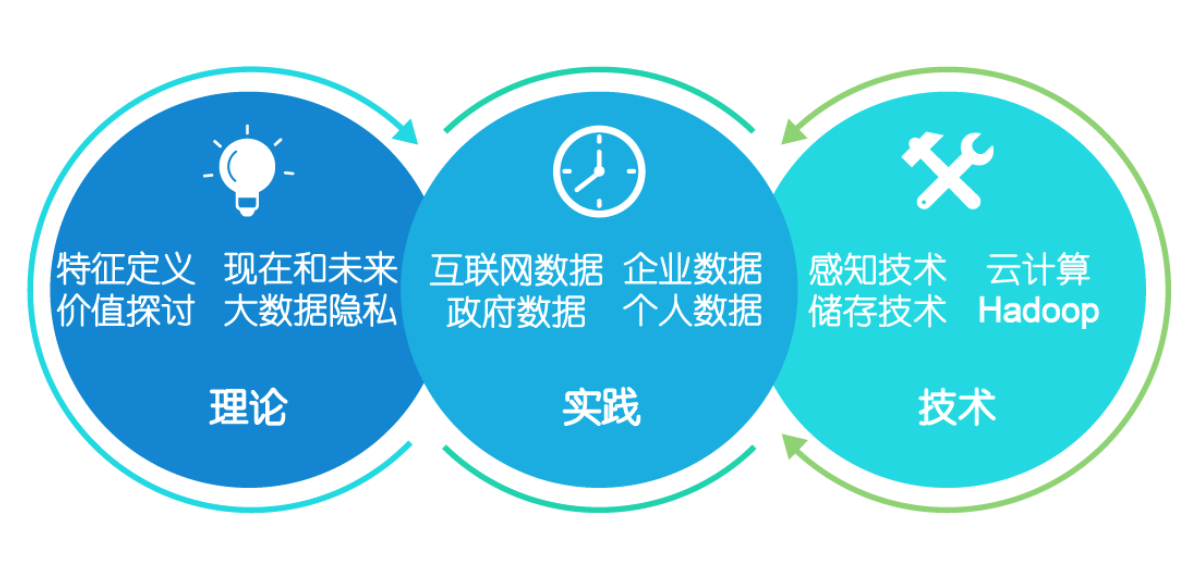 特征定义
价值探讨
现在和未来
大数据隐私
理论
互联网数据
政府数据
企业数据
个人数据
实践
感知技术
储存技术
云计算
Hadoop
技术